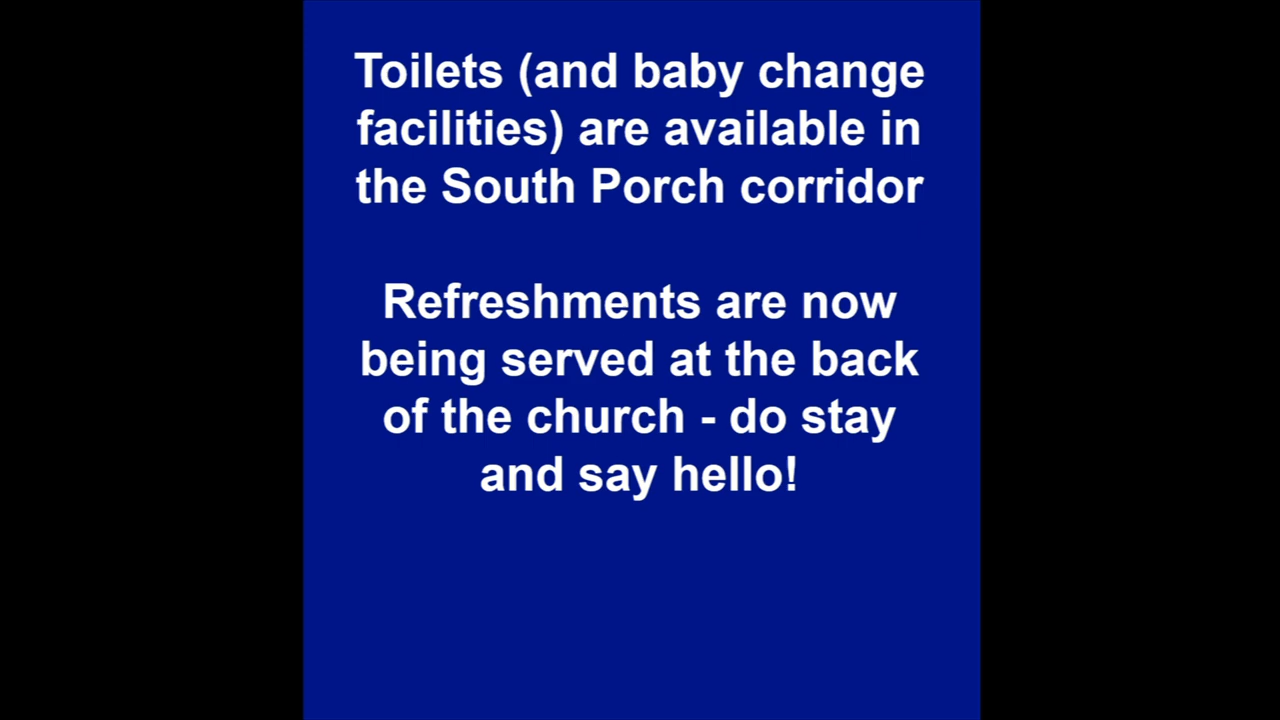 Toilets (and baby change
facilities) are available in
the South Porch corridor
Refreshments are now
being served at the back
of the church - do stay
and say hello!